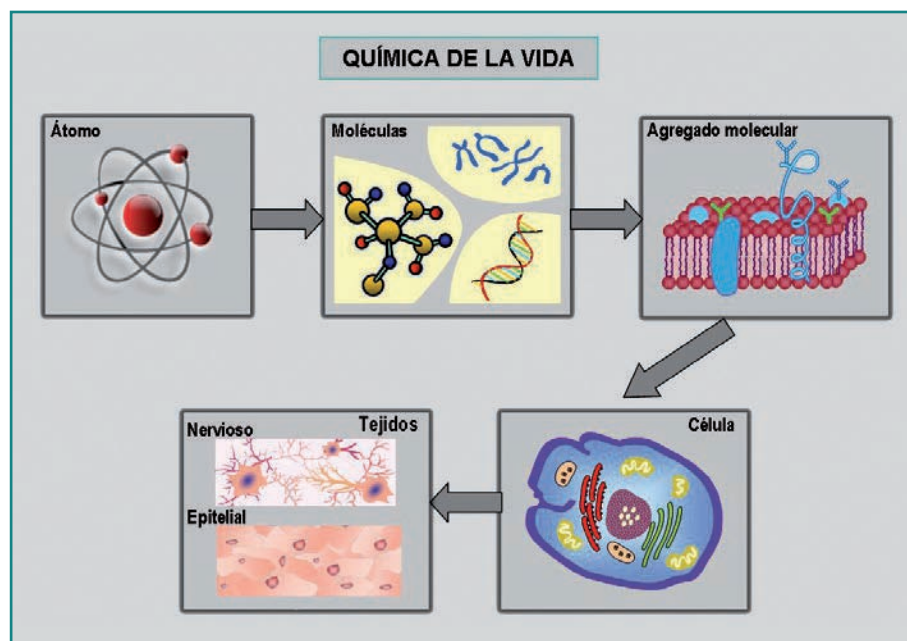 QUÍMICA DE LA VIDA
Átomo
Moléculas
Agregado molecular
Célula
Tejidos
Nervioso
Epitelial